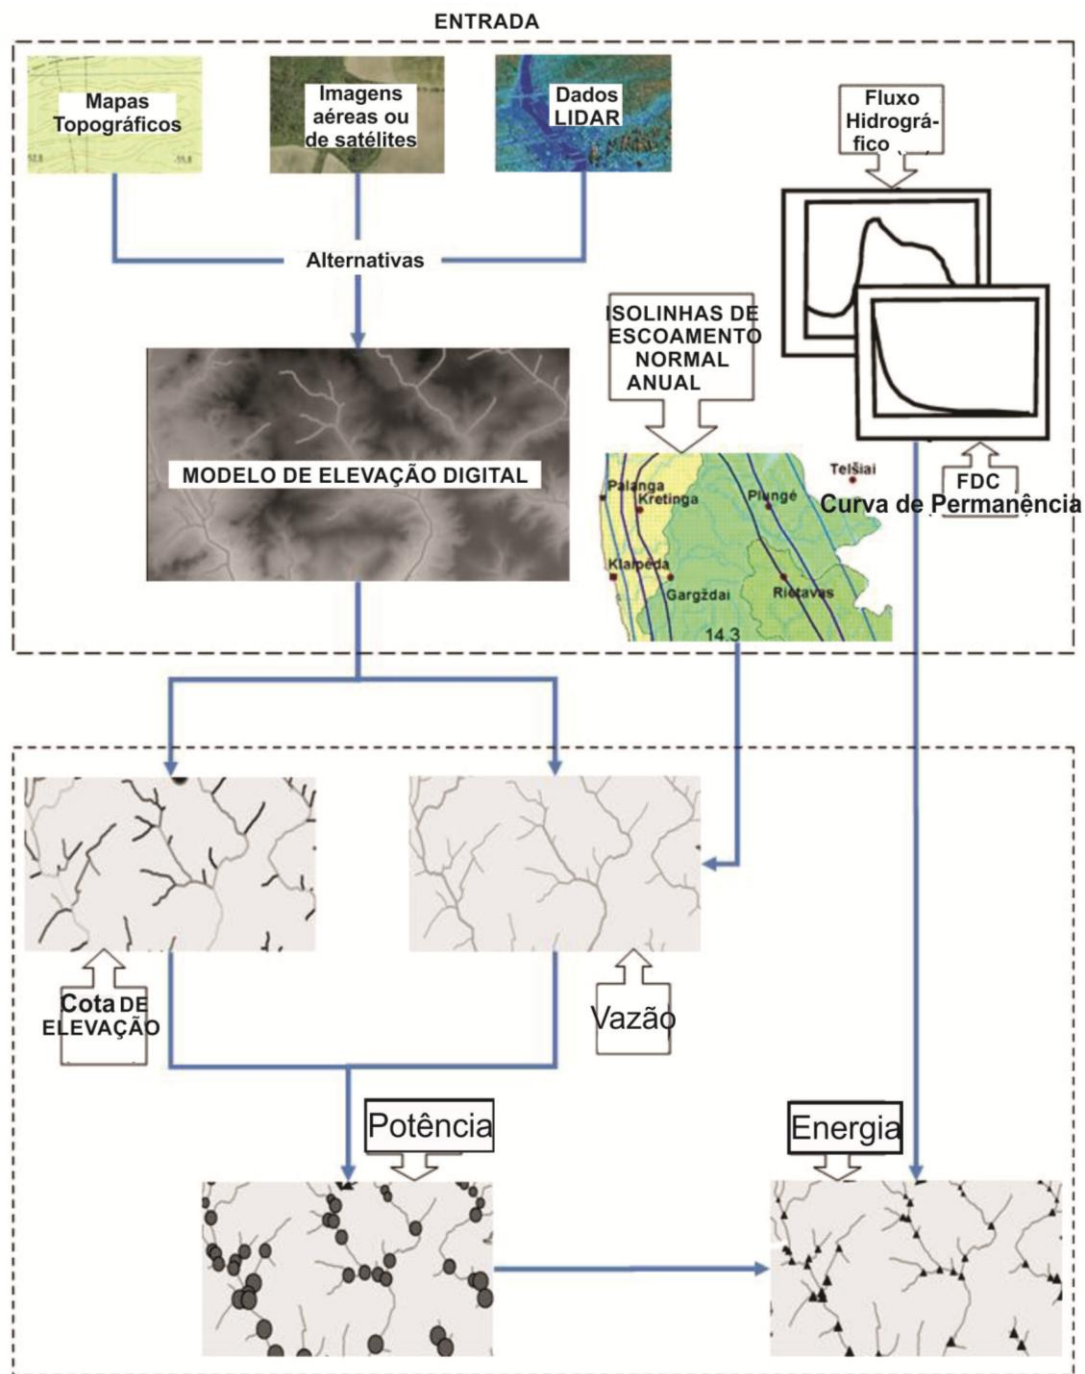 ENTRADA
Mapas
Topográficos
Imagens
aéreas ou
de satélites
Dados
LIDAR
Fluxo
Hidrográ-
fico
Alternativas
ISOLINHAS DE
ESCOAMENTO
NORMAL
ANUAL
MODELO DE ELEVAÇÃO DIGITAL
FDC
Curva de Permanência
Telšiai
Palanga
Kretinga
Plungé
Klaipéda
Gargždai
Rietavas
14.3
Cota DE
ELEVAÇÃO
Vazão
Potência
Energia